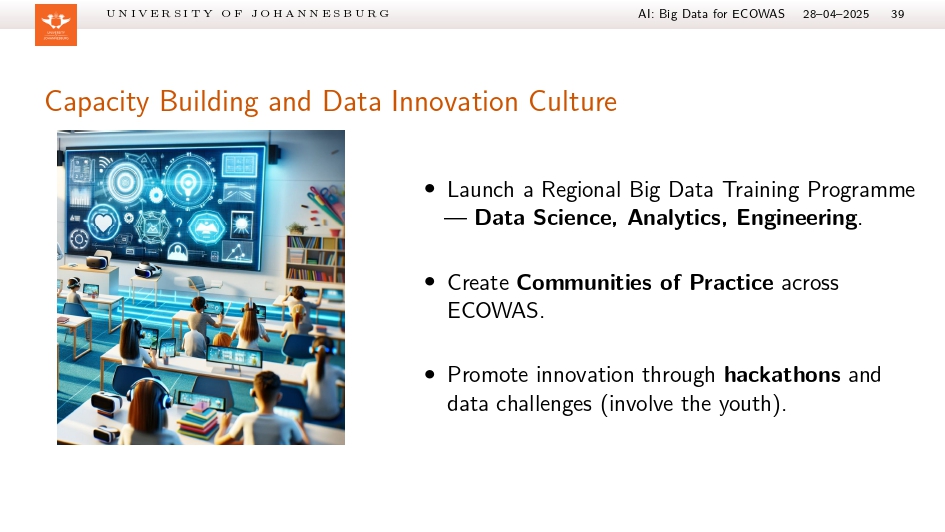 UNIVERSITY OF JOHANNESBURG
AI: Big Data for ECOWAS 28–04–2025 39
UNIVERSITY
JOHANNESBURG
Capacity Building and Data Innovation Culture
• Launch a Regional Big Data Training Programme
— Data Science, Analytics, Engineering.
• Create Communities of Practice across
ECOWAS.
• Promote innovation through hackathons and
data challenges (involve the youth).